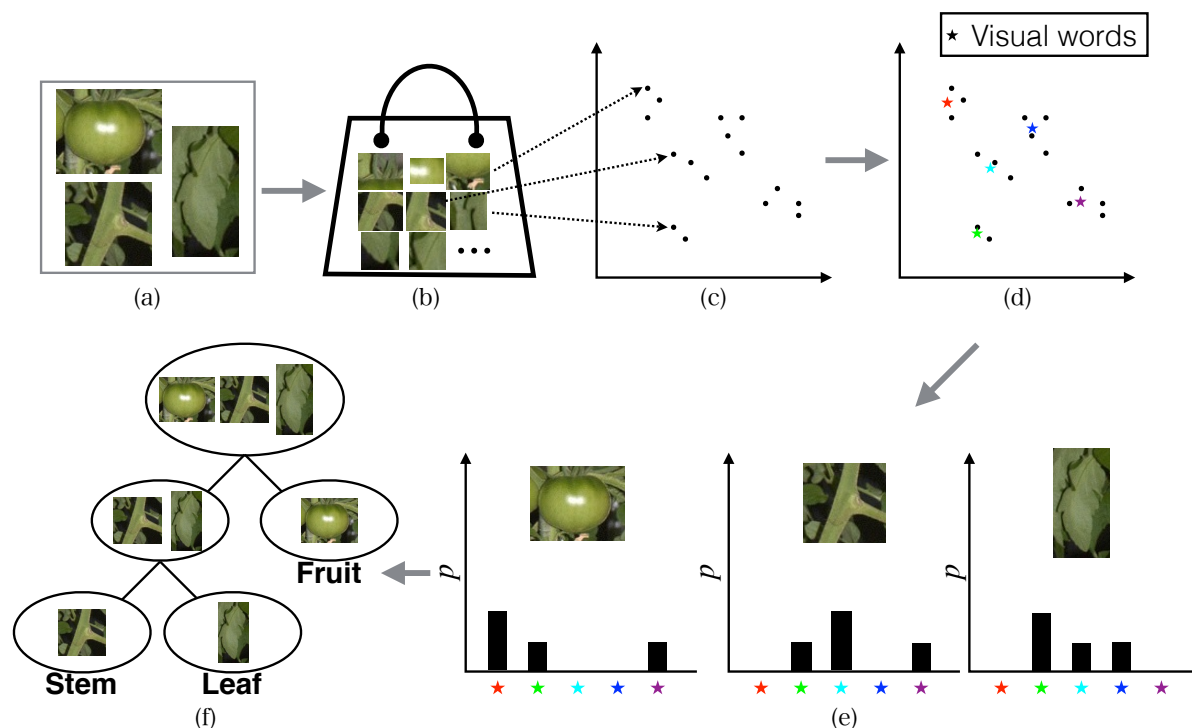 Visual words
(a)
(b)
(c)
(d)
p
p
p
Fruit
Stem
Leaf
(e)
(f)